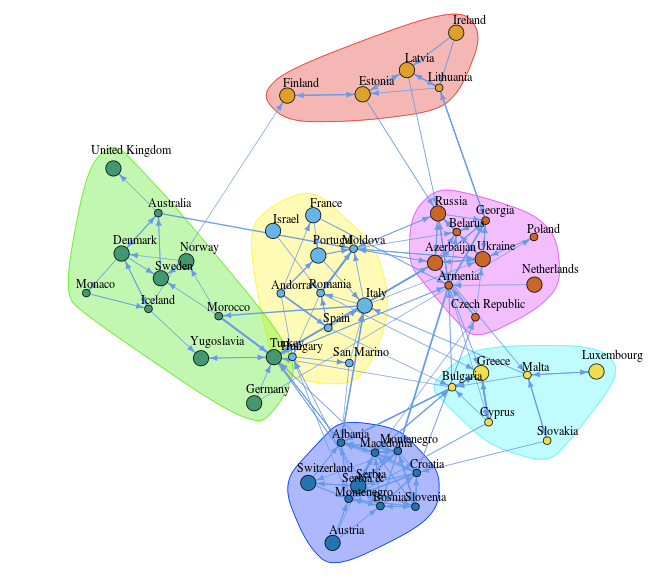 Ireland
Latvia
Finland
Estonia
Lithuania
United Kingdom
Australia
France
Russia
Georgia
Israel
Belarus
Poland
Denmark
Norway
Portugal
Moldova
Azerbaijan
Ukraine
Sweden
Netherlands
Armenia
Monaco
Iceland
Andorra
Romania
Italy
Czech Republic
Morocco
Spain
Yugoslavia
Turkey
Hungary
San Marino
Greece
Malta
Luxembourg
Bulgaria
Germany
Cyprus
Slovakia
Albania
Macedonia
Montenegro
Switzerland
Serbia
Croatia
Serbia &
Montenegro
Bosnia
Slovenia
Austria